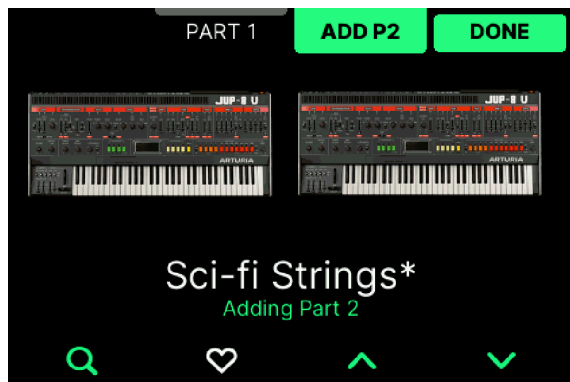 PART 1 ADD P2 DONE
JUP-8 V JUP-8 V
ARTURIA ARTURIA
Sci-fi Strings*
Adding Part 2